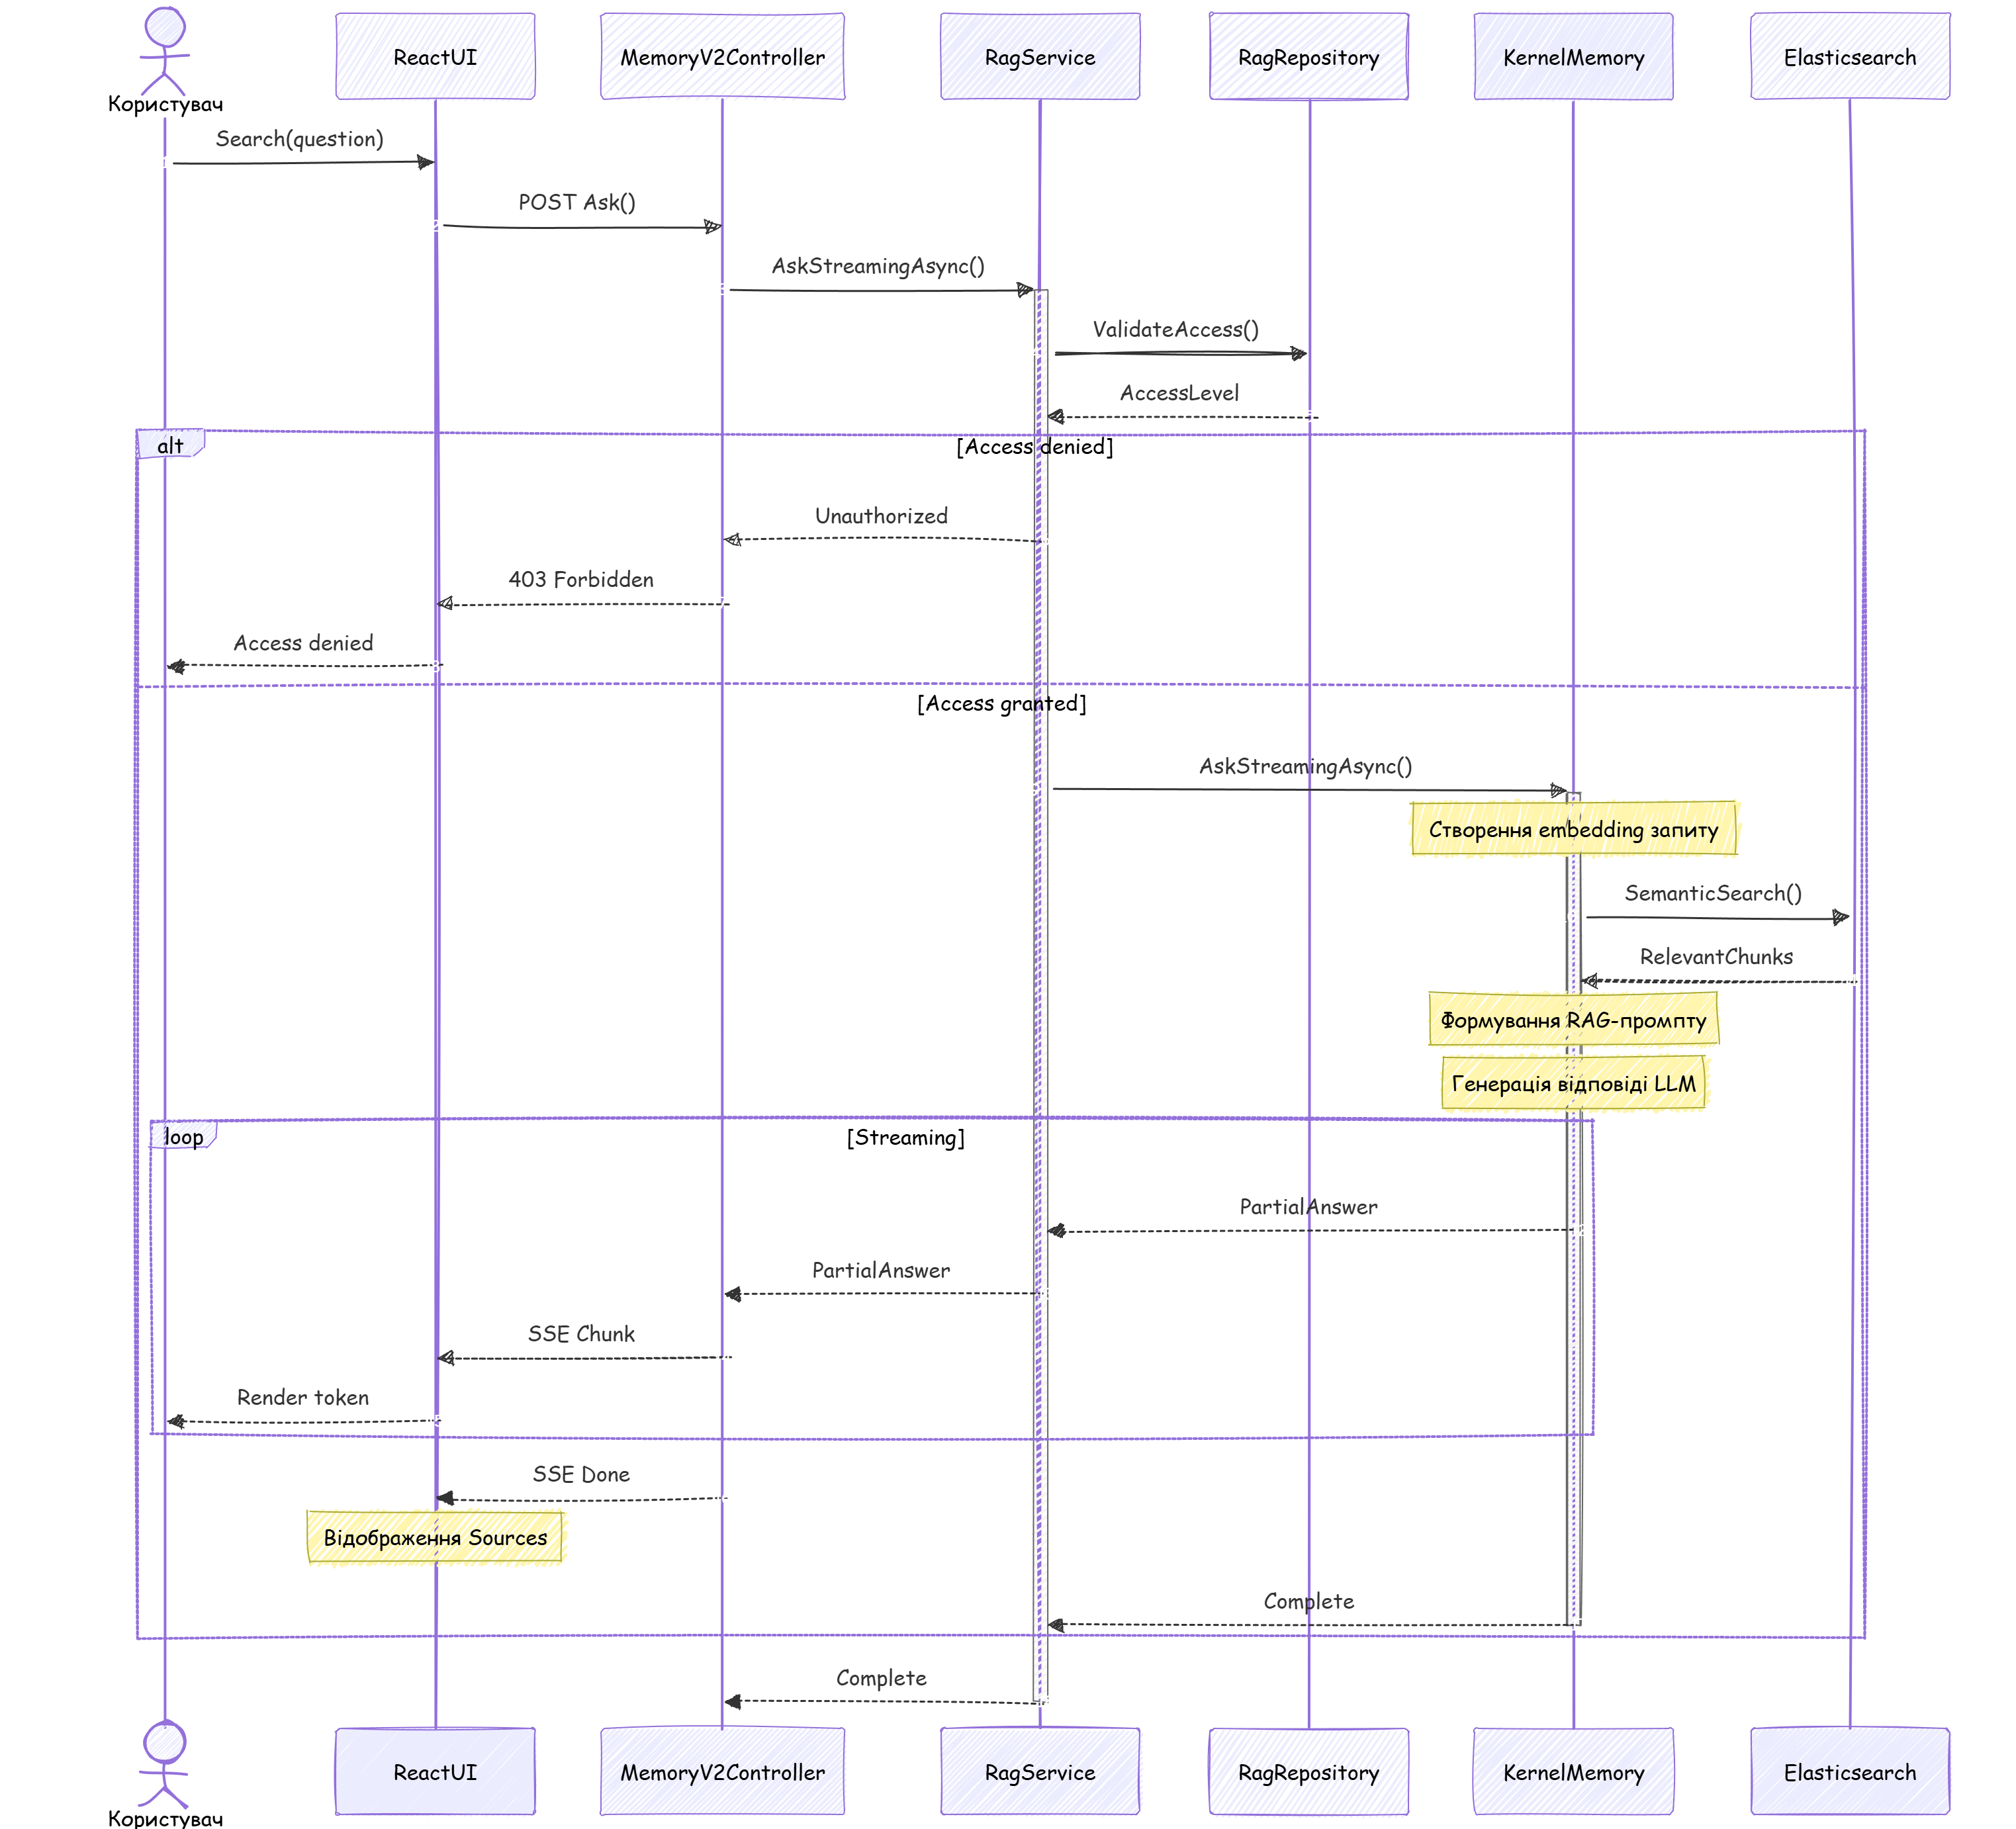 Користувач
ReactUI
MemoryV2Controller
RagService
RagRepository
KernelMemory
Elasticsearch
Search(question)
POST Ask()
AskStreamingAsync()
ValidateAccess()
AccessLevel
alt
[Access denied]
Unauthorized
403 Forbidden
Access denied
[Access granted]
AskStreamingAsync()
Створення embedding запиту
SemanticSearch()
RelevantChunks
Формування RAG-промпту
Генерація відповіді LLM
loop
[Streaming]
PartialAnswer
PartialAnswer
SSE Chunk
Render token
SSE Done
Відображення Sources
Complete
Complete
Користувач
ReactUI
MemoryV2Controller
RagService
RagRepository
KernelMemory
Elasticsearch